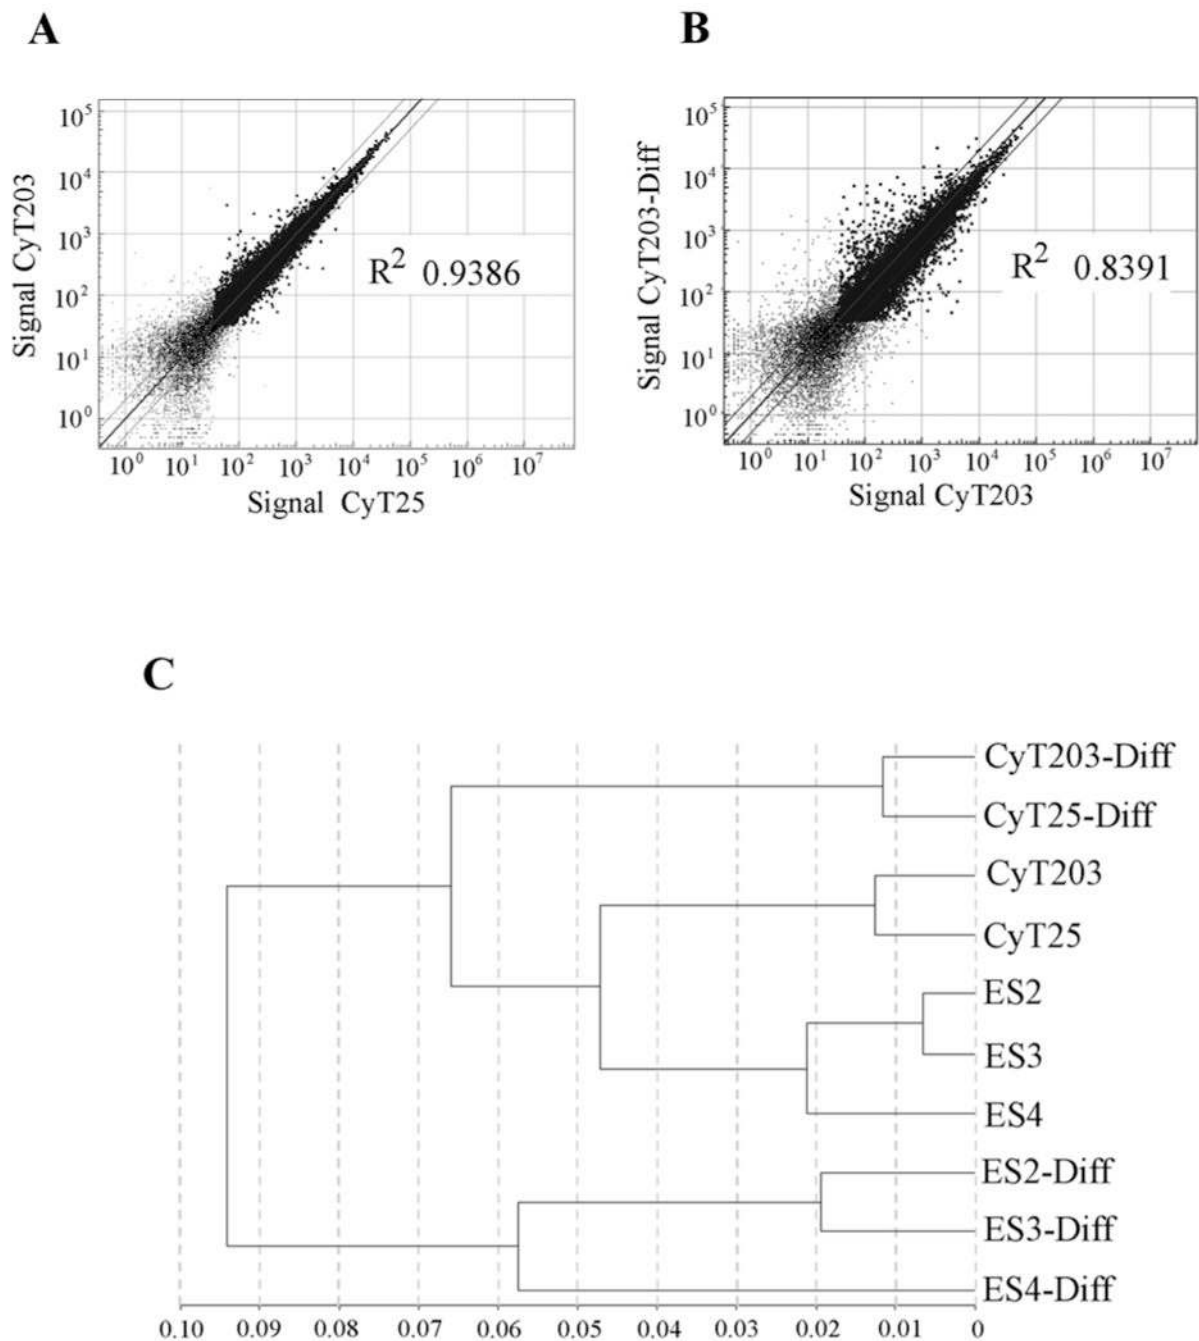 A
B
10^5
10^4
10^3
10^2
10^1
10^0
Signal CyT203
R^2 0.9386
10^0 10^1 10^2 10^3 10^4 10^5 10^6 10^7
Signal CyT25
10^5
10^4
10^3
10^2
10^1
10^0
Signal CyT203-Diff
R^2 0.8391
10^0 10^1 10^2 10^3 10^4 10^5 10^6 10^7
Signal CyT203
C
CyT203-Diff
CyT25-Diff
CyT203
CyT25
ES2
ES3
ES4
ES2-Diff
ES3-Diff
ES4-Diff
0.10 0.09 0.08 0.07 0.06 0.05 0.04 0.03 0.02 0.01 0